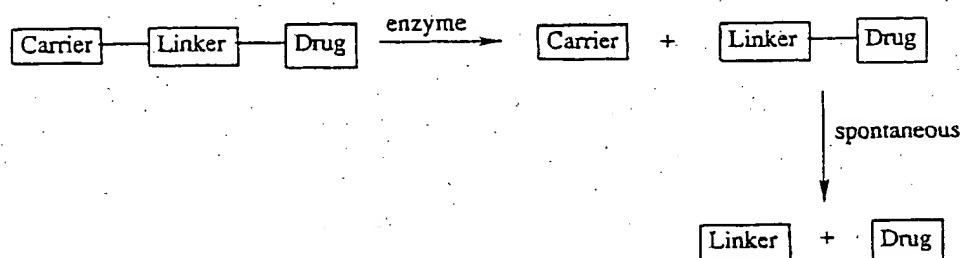 enzyme
Carrier Linker Drug Carrier + Linker Drug
spontaneous
Linker + Drug